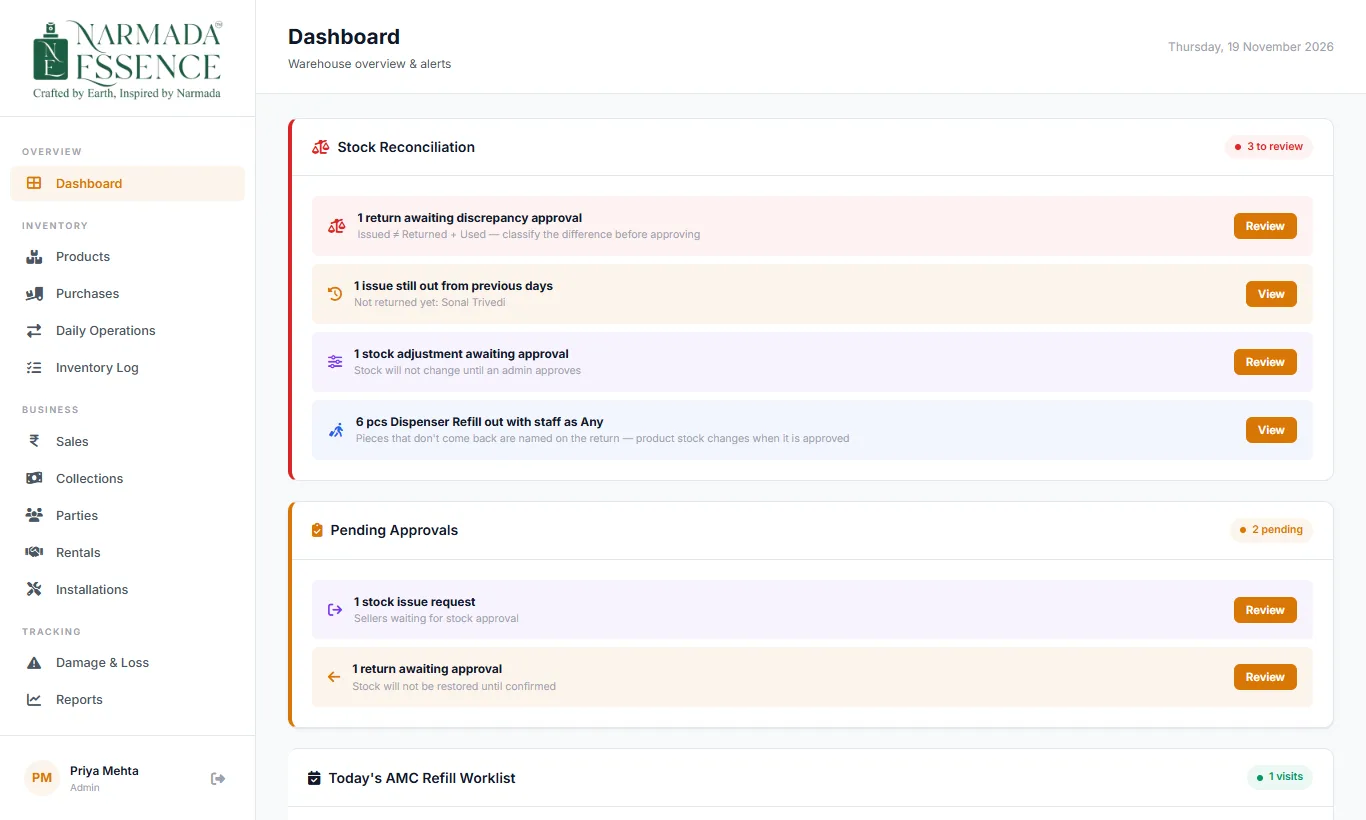 NARMADA
ESSENCE
NE
Crafted by Earth, Inspired by Narmada
OVERVIEW
Dashboard
INVENTORY
Products
Purchases
Daily Operations
Inventory Log
BUSINESS
₹ Sales
Collections
Parties
Rentals
Installations
TRACKING
Damage & Loss
Reports
PM
Priya Mehta
Admin
Dashboard
Warehouse overview & alerts
Thursday, 19 November 2026
Stock Reconciliation
3 to review
1 return awaiting discrepancy approval
Issued ≠ Returned + Used — classify the difference before approving
Review
1 issue still out from previous days
Not returned yet: Sonal Trivedi
View
1 stock adjustment awaiting approval
Stock will not change until an admin approves
Review
6 pcs Dispenser Refill out with staff as Any
Pieces that don't come back are named on the return — product stock changes when it is approved
View
Pending Approvals
2 pending
1 stock issue request
Sellers waiting for stock approval
Review
1 return awaiting approval
Stock will not be restored until confirmed
Review
Today's AMC Refill Worklist
1 visits